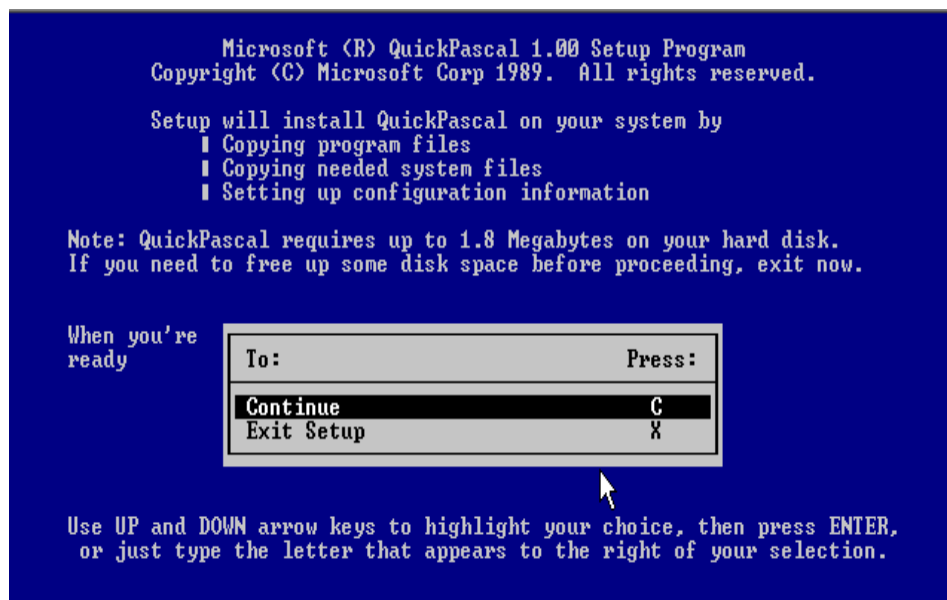 Microsoft (R) QuickPascal 1.00 Setup Program
Copyright (C) Microsoft Corp 1989. All rights reserved.
Setup will install QuickPascal on your system by
Copying program files
Copying needed system files
Setting up configuration information
Note: QuickPascal requires up to 1.8 Megabytes on your hard disk.
If you need to free up some disk space before proceeding, exit now.
When you're
ready
To: Press:
Continue C
Exit Setup X
Use UP and DOWN arrow keys to highlight your choice, then press ENTER,
or just type the letter that appears to the right of your selection.